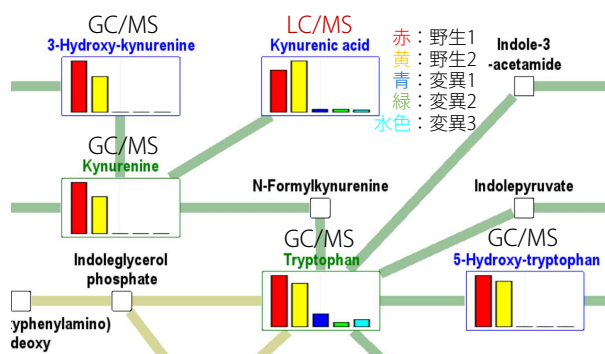 GC/MS
3-Hydroxy-kynurenine
LC/MS
Kynurenic acid
赤：野生1
黄：野生2
青：変異1
緑：変異2
水色：変異3
Indole-3
-acetamide
GC/MS
Kynurenine
N-Formylkynurenine
Indolepyruvate
GC/MS
Tryptophan
GC/MS
5-Hydroxy-tryptophan
Indoleglycerol
phosphate
typhenylamino)
deoxy